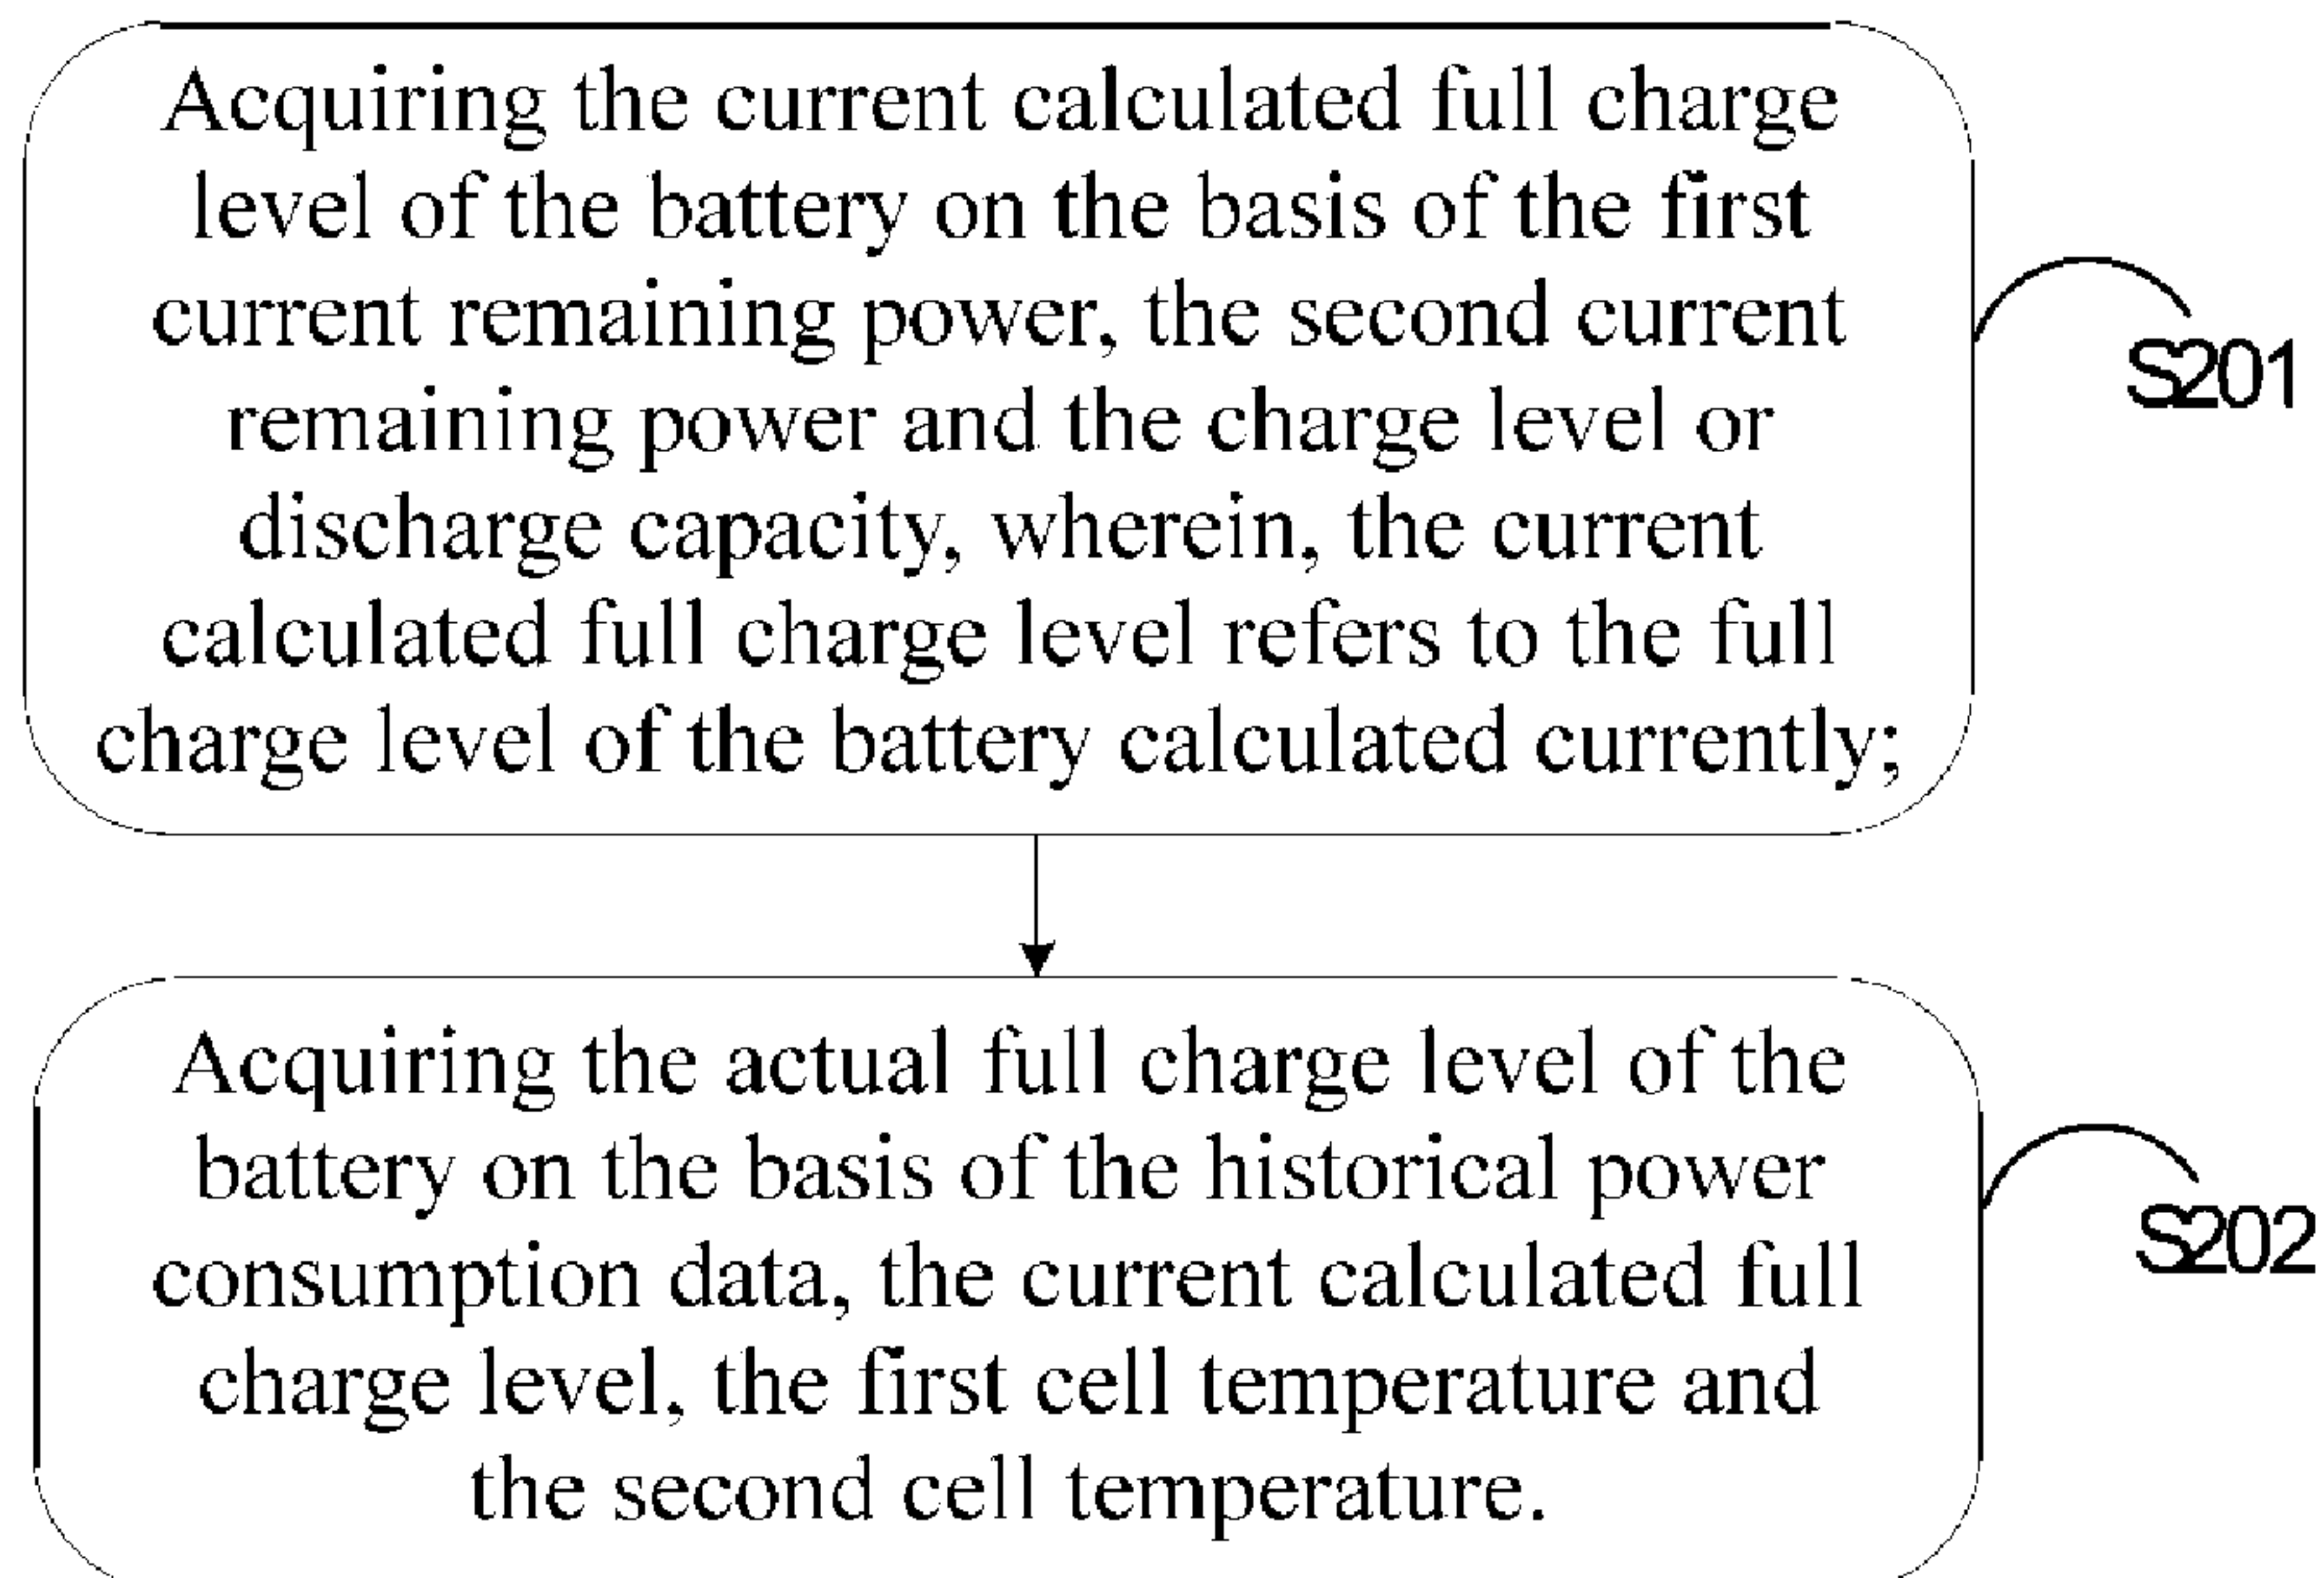 Acquiring the current calculated full charge
level of the battery on the basis of the first
current remaining power, the second current
remaining power and the charge level or
discharge capacity, wherein, the current
calculated full charge level refers to the full
charge level of the battery calculated currently;
S201
Acquiring the actual full charge level of the
battery on the basis of the historical power
consumption data, the current calculated full
charge level, the first cell temperature and
the second cell temperature.
S202